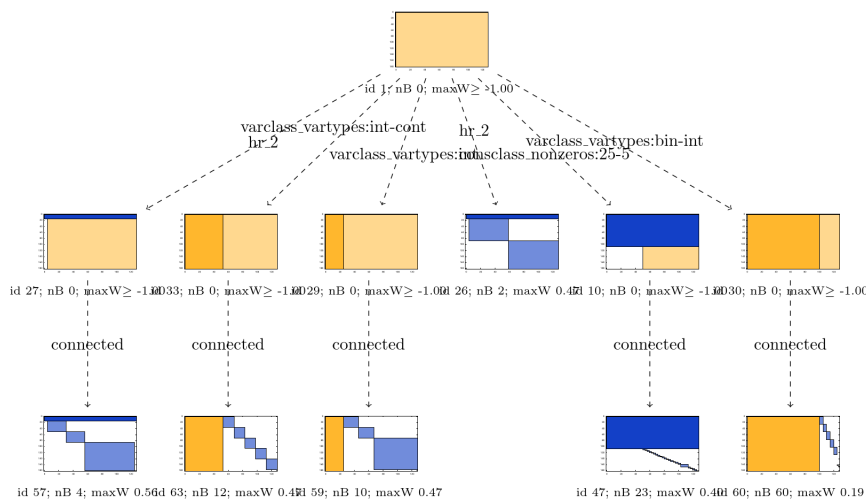 id 1; nB 0; maxW≥ -1.00
varclass_vartypes:int-cont
hr_2
hr_2
varclass_vartypes:bin-int
varclass_vartypes:int
consclass_nonzeros:25-5
id 27; nB 0; maxW≥ -1.00
id 33; nB 0; maxW≥ -1.00
id 29; nB 0; maxW≥ -1.00
id 26; nB 2; maxW 0.47
id 10; nB 0; maxW≥ -1.00
id 30; nB 0; maxW≥ -1.00
connected
connected
connected
connected
connected
id 57; nB 4; maxW 0.56
id 63; nB 12; maxW 0.47
id 59; nB 10; maxW 0.47
id 47; nB 23; maxW 0.40
id 60; nB 60; maxW 0.19